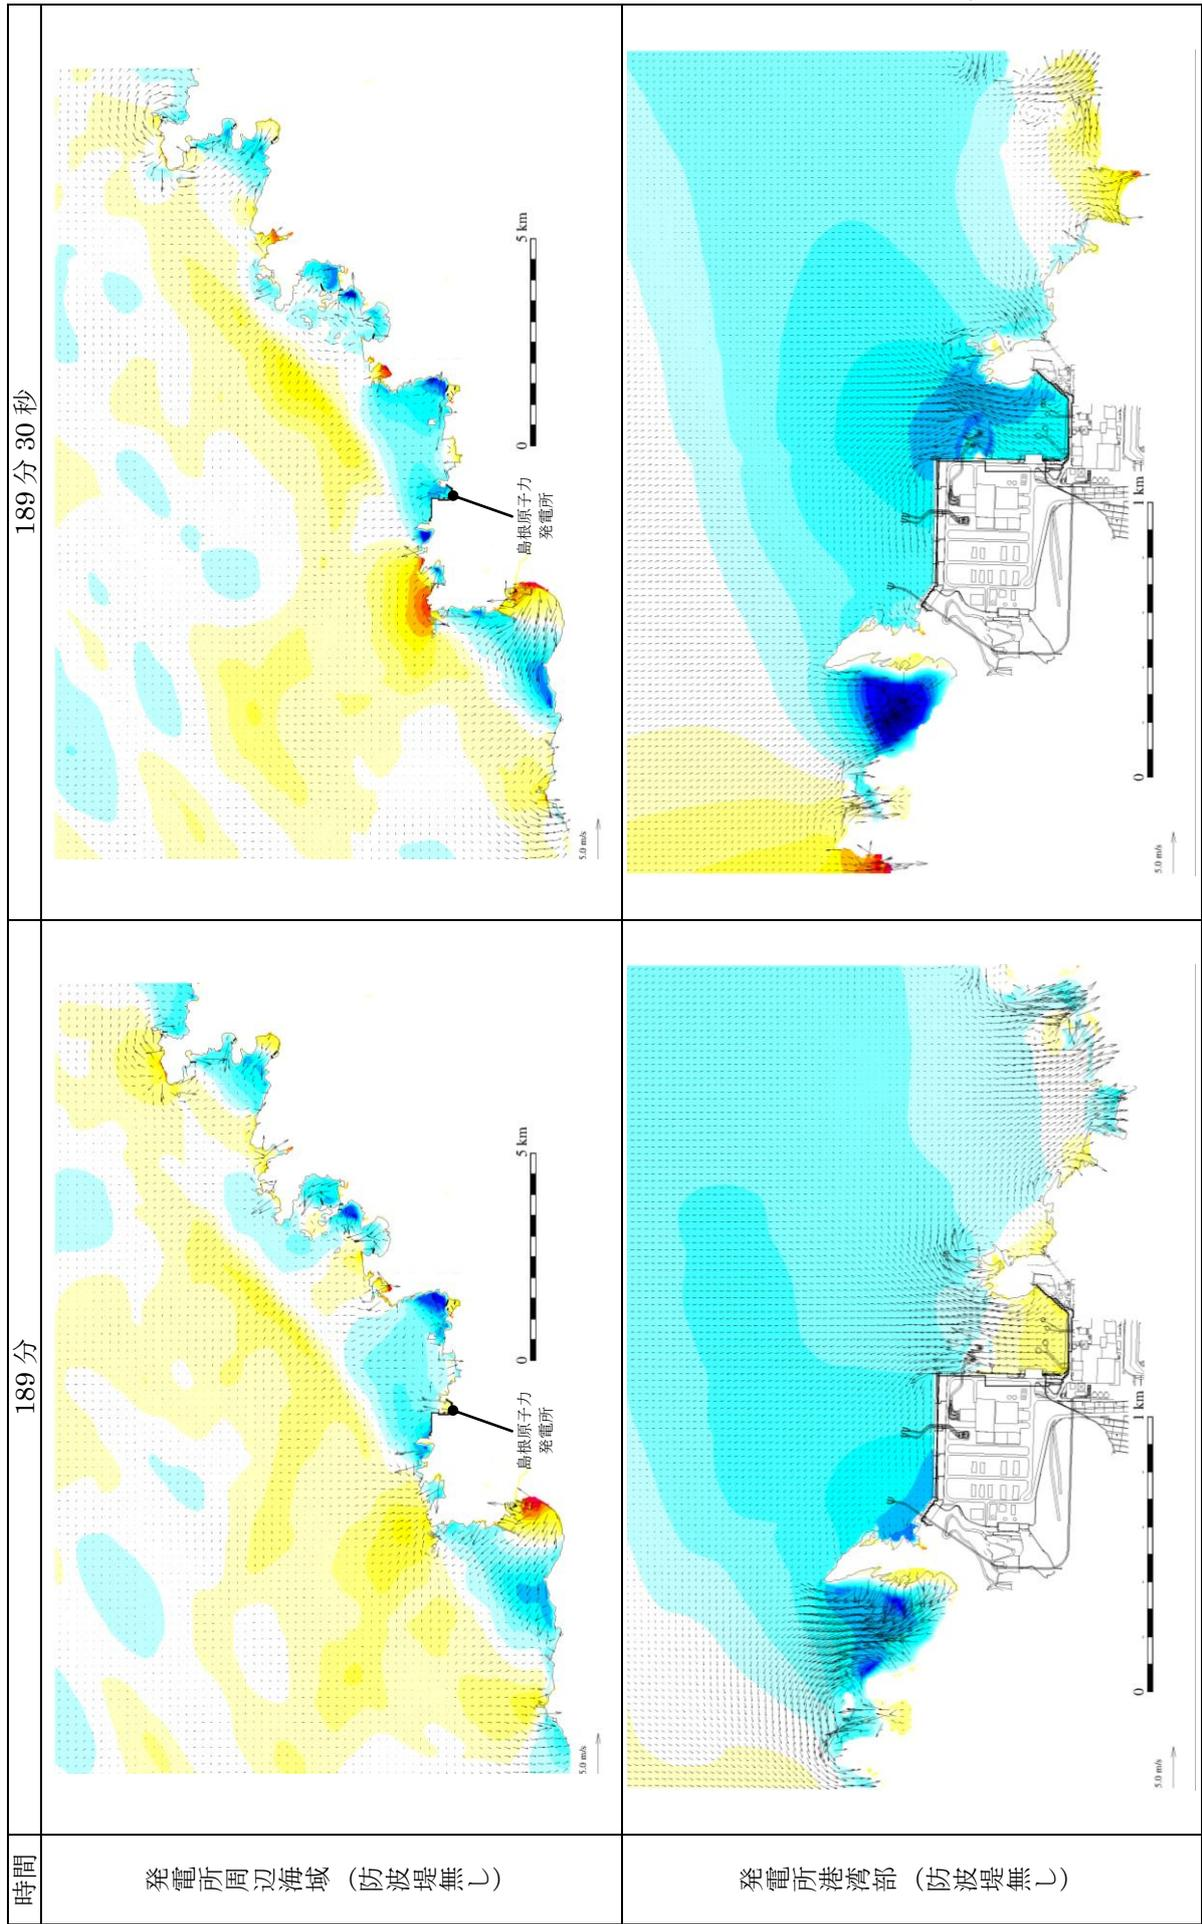 時間
189分
189分30秒
発電所周辺海域（防波堤無し）
島根原子力
発電所
0
5 km
5.0 m/s
島根原子力
発電所
0
5 km
5.0 m/s
発電所港湾部（防波堤無し）
0
1 km
5.0 m/s
0
1 km
5.0 m/s